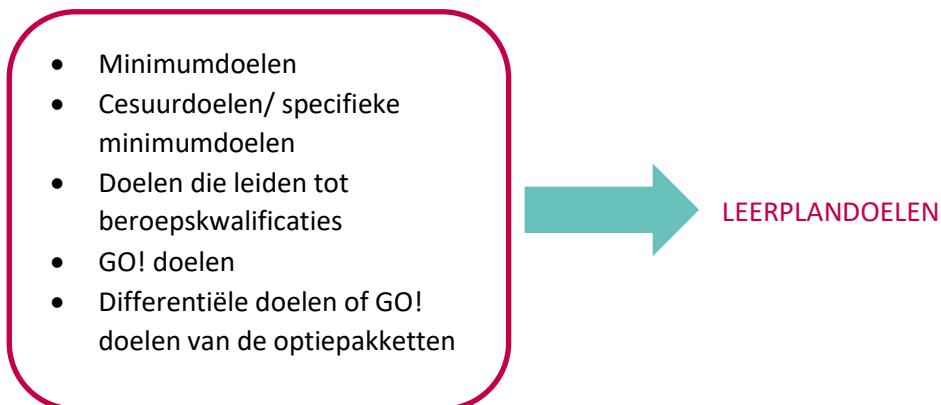 • Minimumdoelen
• Cesuurdoelen/ specifieke
minimumdoelen
• Doelen die leiden tot
beroepskwalificaties
• GO! doelen
• Differentiële doelen of GO!
doelen van de optiepakketten
LEERPLANDOELEN